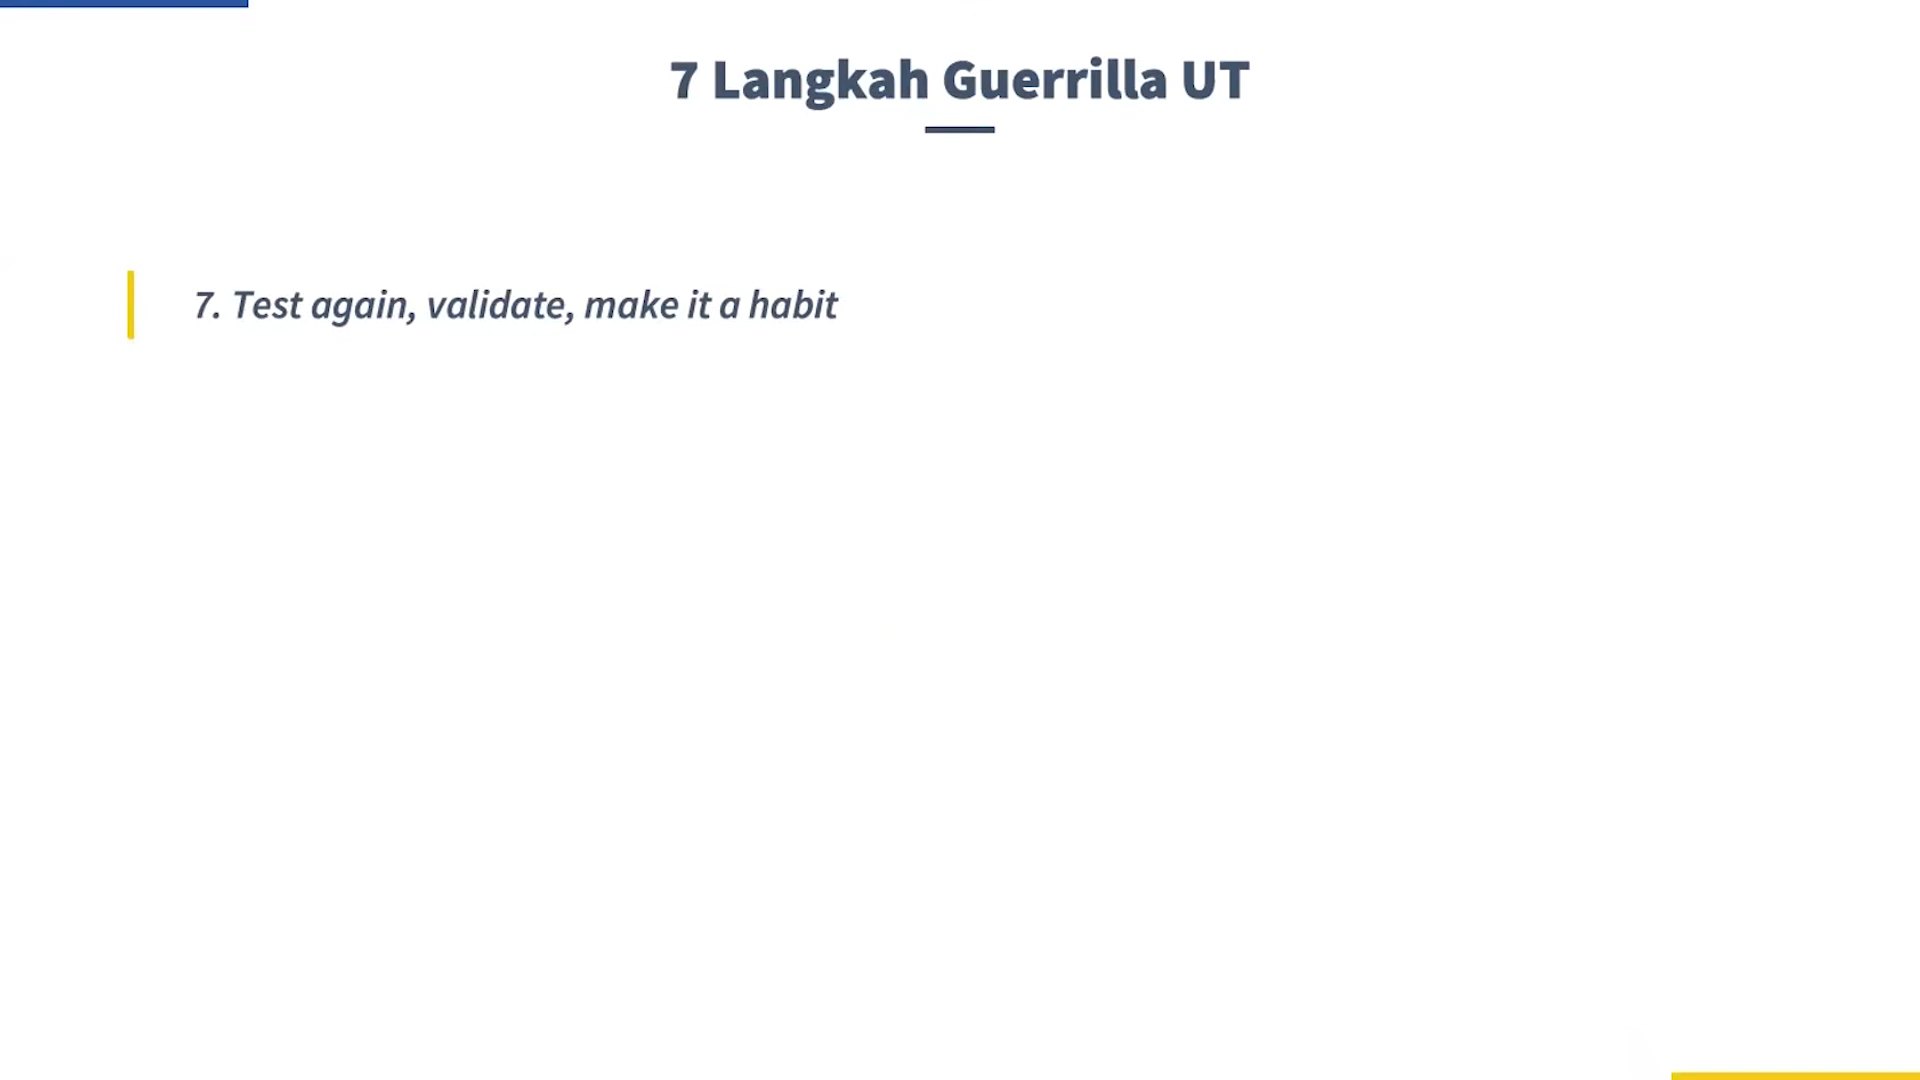 7 Langkah Guerrilla UT
7. Test again, validate, make it a habit